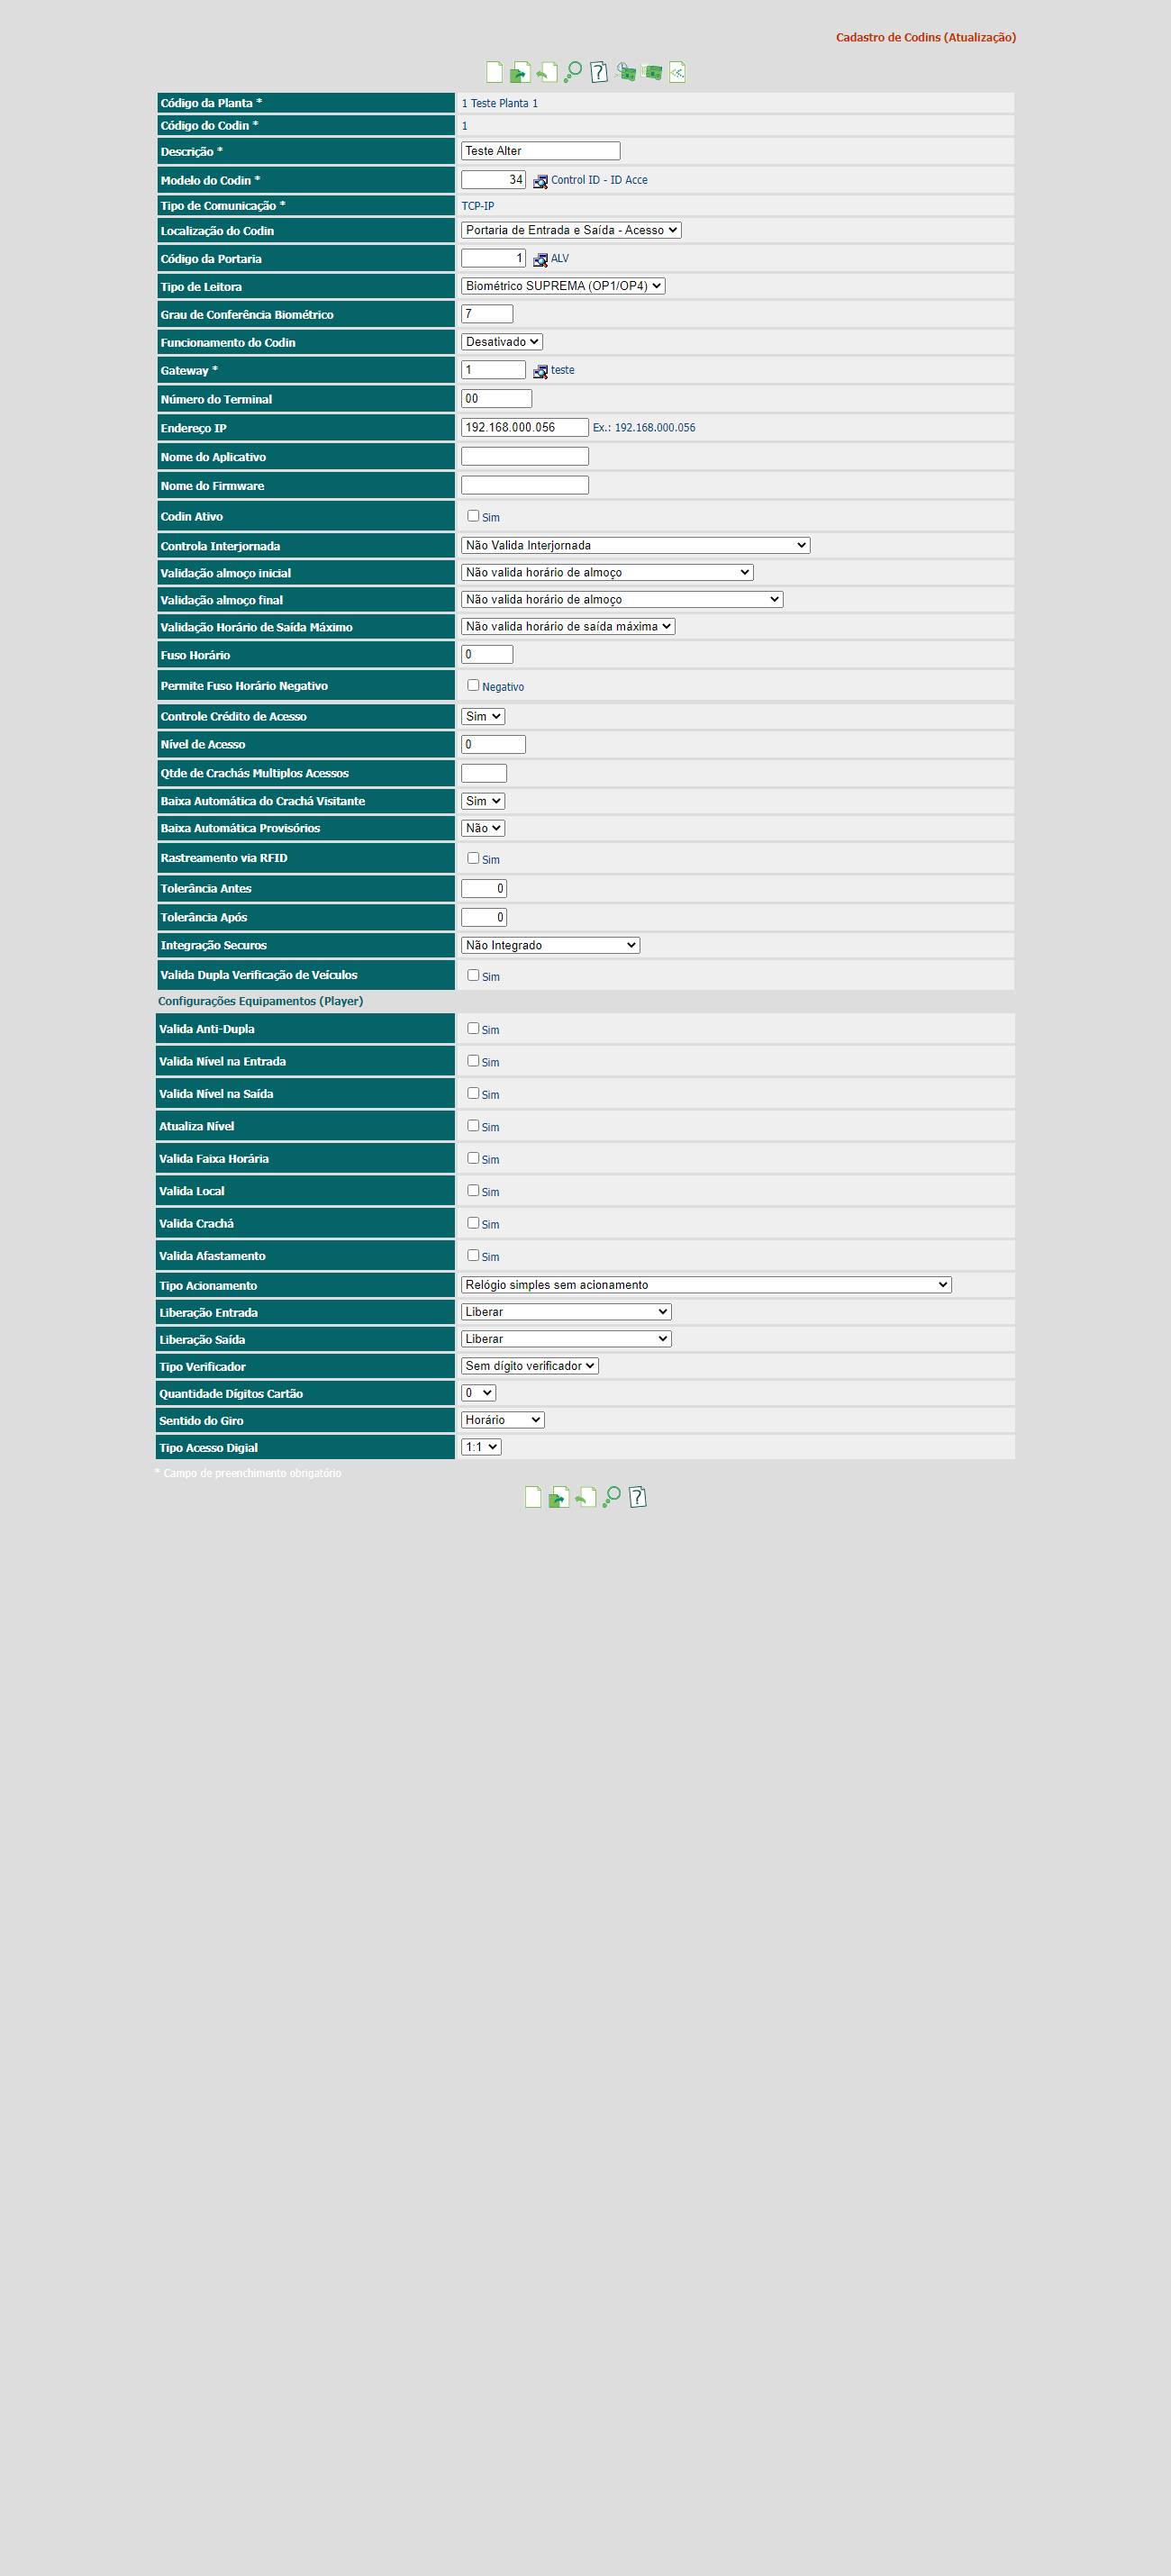 Cadastro de Codins (Atualização)
Código da Planta * 1 Teste Planta 1
Código do Codin * 1
Descrição * Teste Alter
Modelo do Codin * 34 Control ID - ID Acce
Tipo de Comunicação * TCP-IP
Localização do Codin Portaria de Entrada e Saída - Acesso
Código da Portaria 1 ALV
Tipo de Leitora Biométrico SUPREMA (OP1/OP4)
Grau de Conferência Biométrico 7
Funcionamento do Codin Desativado
Gateway * 1 teste
Número do Terminal 00
Endereço IP 192.168.000.056 Ex.: 192.168.000.056
Nome do Aplicativo
Nome do Firmware
Codin Ativo Sim
Controla Interjornada Não Valida Interjornada
Validação almoço inicial Não valida horário de almoço
Validação almoço final Não valida horário de almoço
Validação Horário de Saída Máximo Não valida horário de saída máxima
Fuso Horário 0
Permite Fuso Horário Negativo Negativo
Controle Crédito de Acesso Sim
Nível de Acesso 0
Qtde de Crachás Multiplos Acessos
Baixa Automática do Crachá Visitante Sim
Baixa Automática Provisórios Não
Rastreamento via RFID Sim
Tolerância Antes 0
Tolerância Após 0
Integração Securos Não Integrado
Valida Dupla Verificação de Veículos Sim
Configurações Equipamentos (Player)
Valida Anti-Dupla Sim
Valida Nível na Entrada Sim
Valida Nível na Saída Sim
Atualiza Nível Sim
Valida Faixa Horária Sim
Valida Local Sim
Valida Crachá Sim
Valida Afastamento Sim
Tipo Acionamento Relógio simples sem acionamento
Liberação Entrada Liberar
Liberação Saída Liberar
Tipo Verificador Sem dígito verificador
Quantidade Dígitos Cartão 0
Sentido do Giro Horário
Tipo Acesso Digial 1:1
* Campo de preenchimento obrigatório